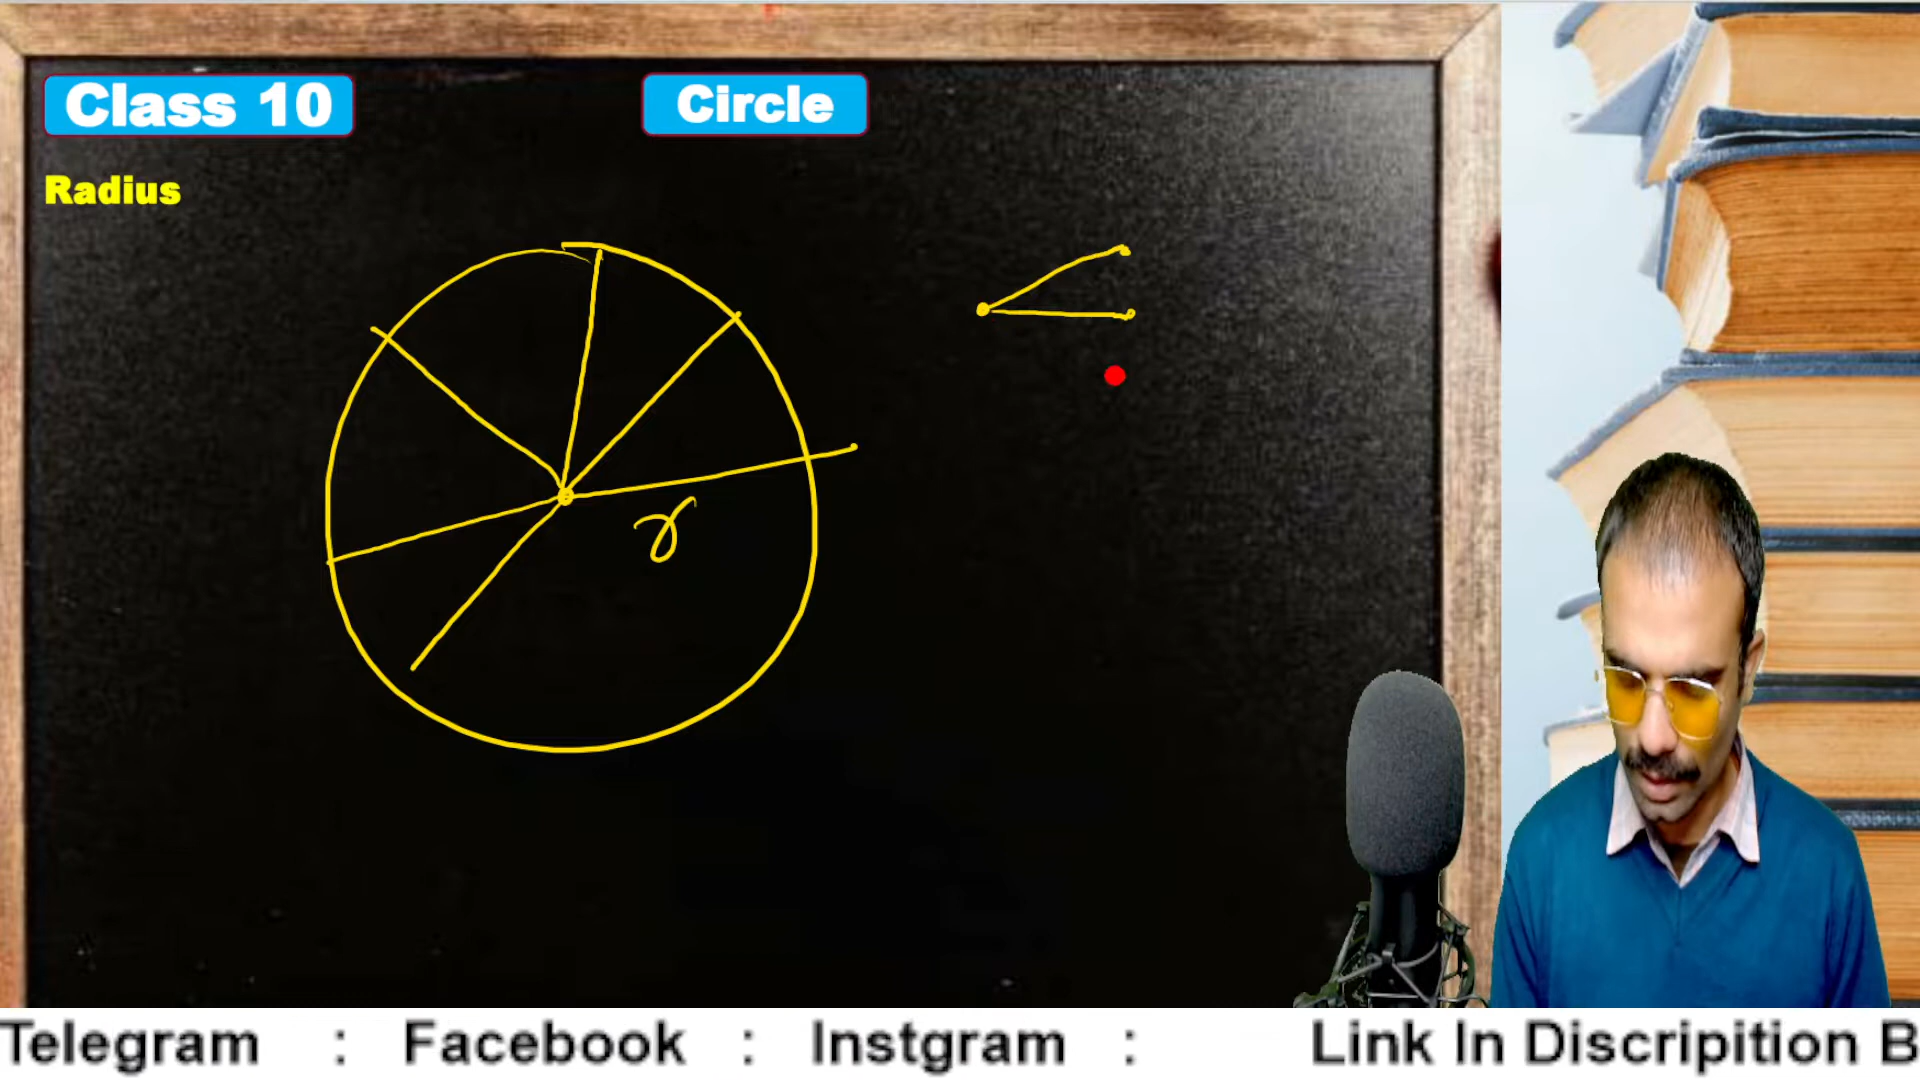 Class 10
Circle
Radius
r
Telegram : Facebook : Instgram : Link In Discripition B